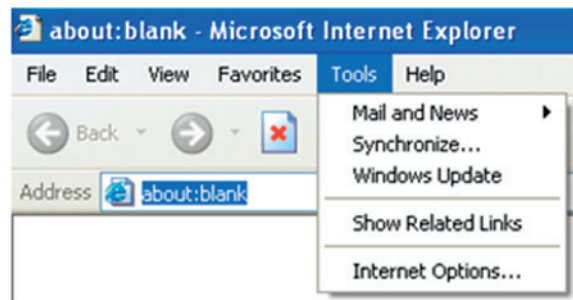 about:blank - Microsoft Internet Explorer
File Edit View Favorites Tools Help
Back
Address about:blank
Mail and News
Synchronize...
Windows Update
Show Related Links
Internet Options...